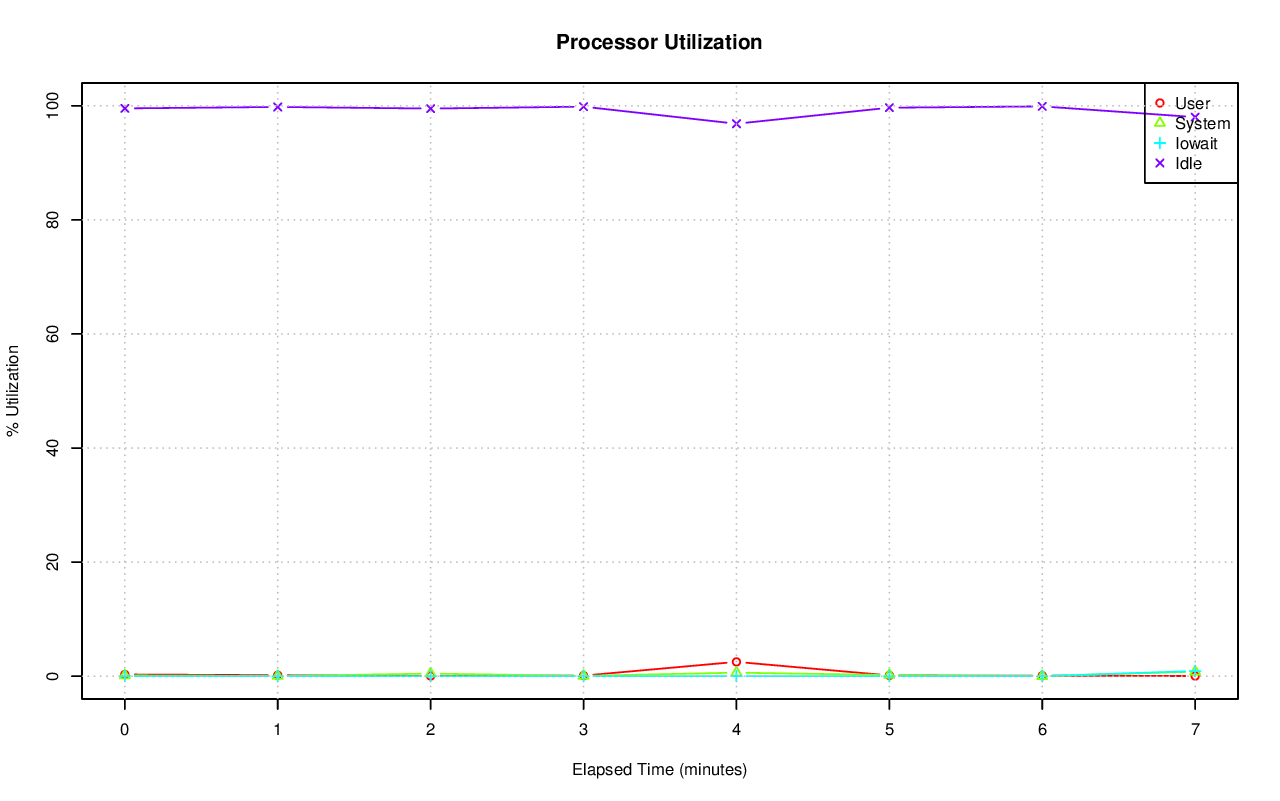 Processor Utilization
100
80
60
40
20
0
% Utilization
User
System
Iowait
Idle
0 1 2 3 4 5 6 7
Elapsed Time (minutes)